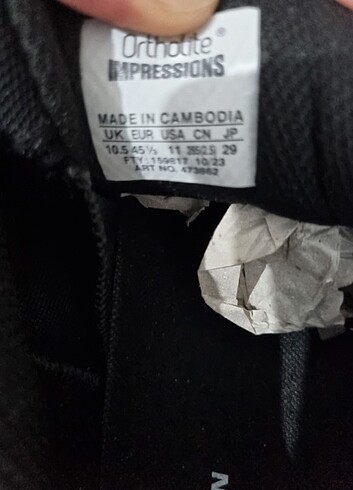 Ortholite®
IMPRESSIONS
MADE IN CAMBODIA
UK EUR USA CN JP
10.5 45⅓ 11 285(2.5) 29
FTY: 159617 10/23
ART NO. 473862
N